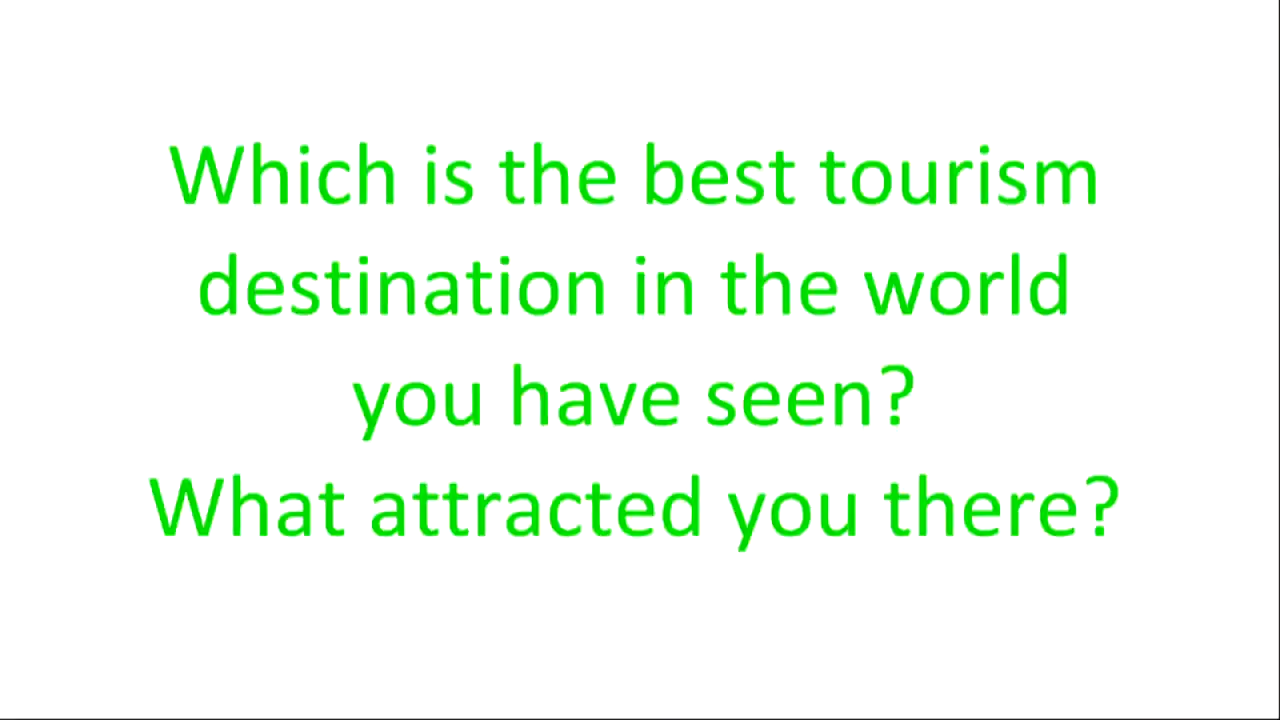 Which is the best tourism
destination in the world
you have seen?
What attracted you there?